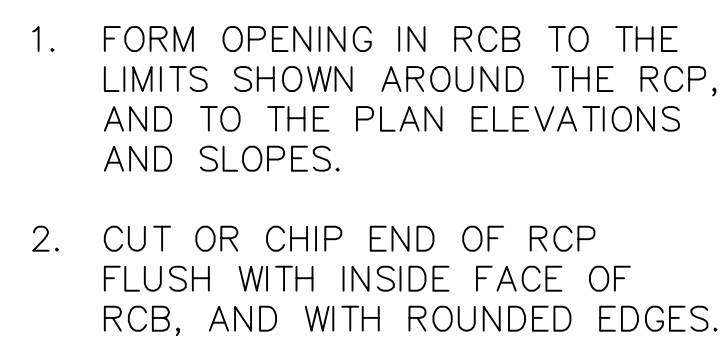 1. FORM OPENING IN RCB TO THE
LIMITS SHOWN AROUND THE RCP,
AND TO THE PLAN ELEVATIONS
AND SLOPES.
2. CUT OR CHIP END OF RCP
FLUSH WITH INSIDE FACE OF
RCB, AND WITH ROUNDED EDGES.